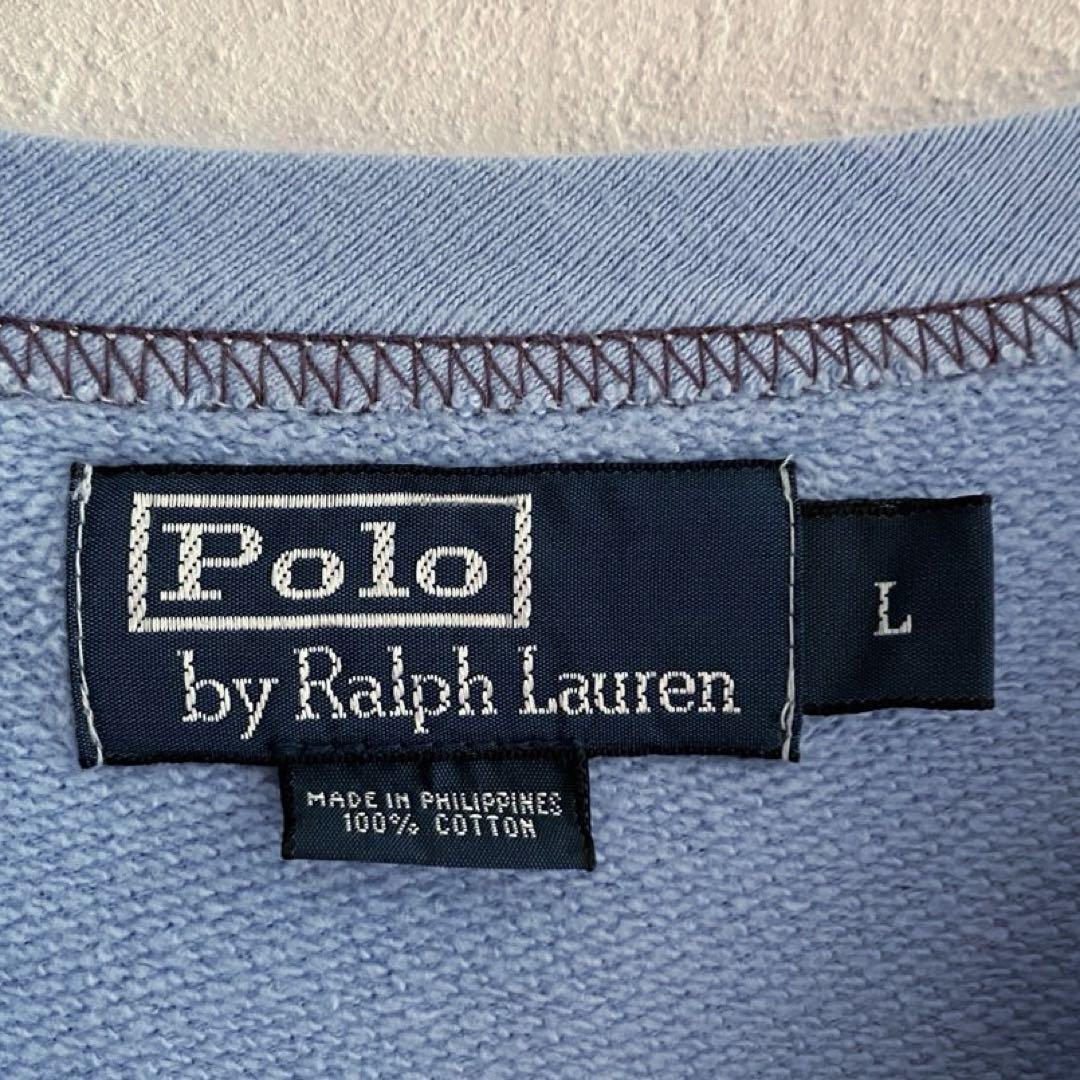 Polo
by Ralph Lauren
L
MADE IN PHILIPPINES
100% COTTON